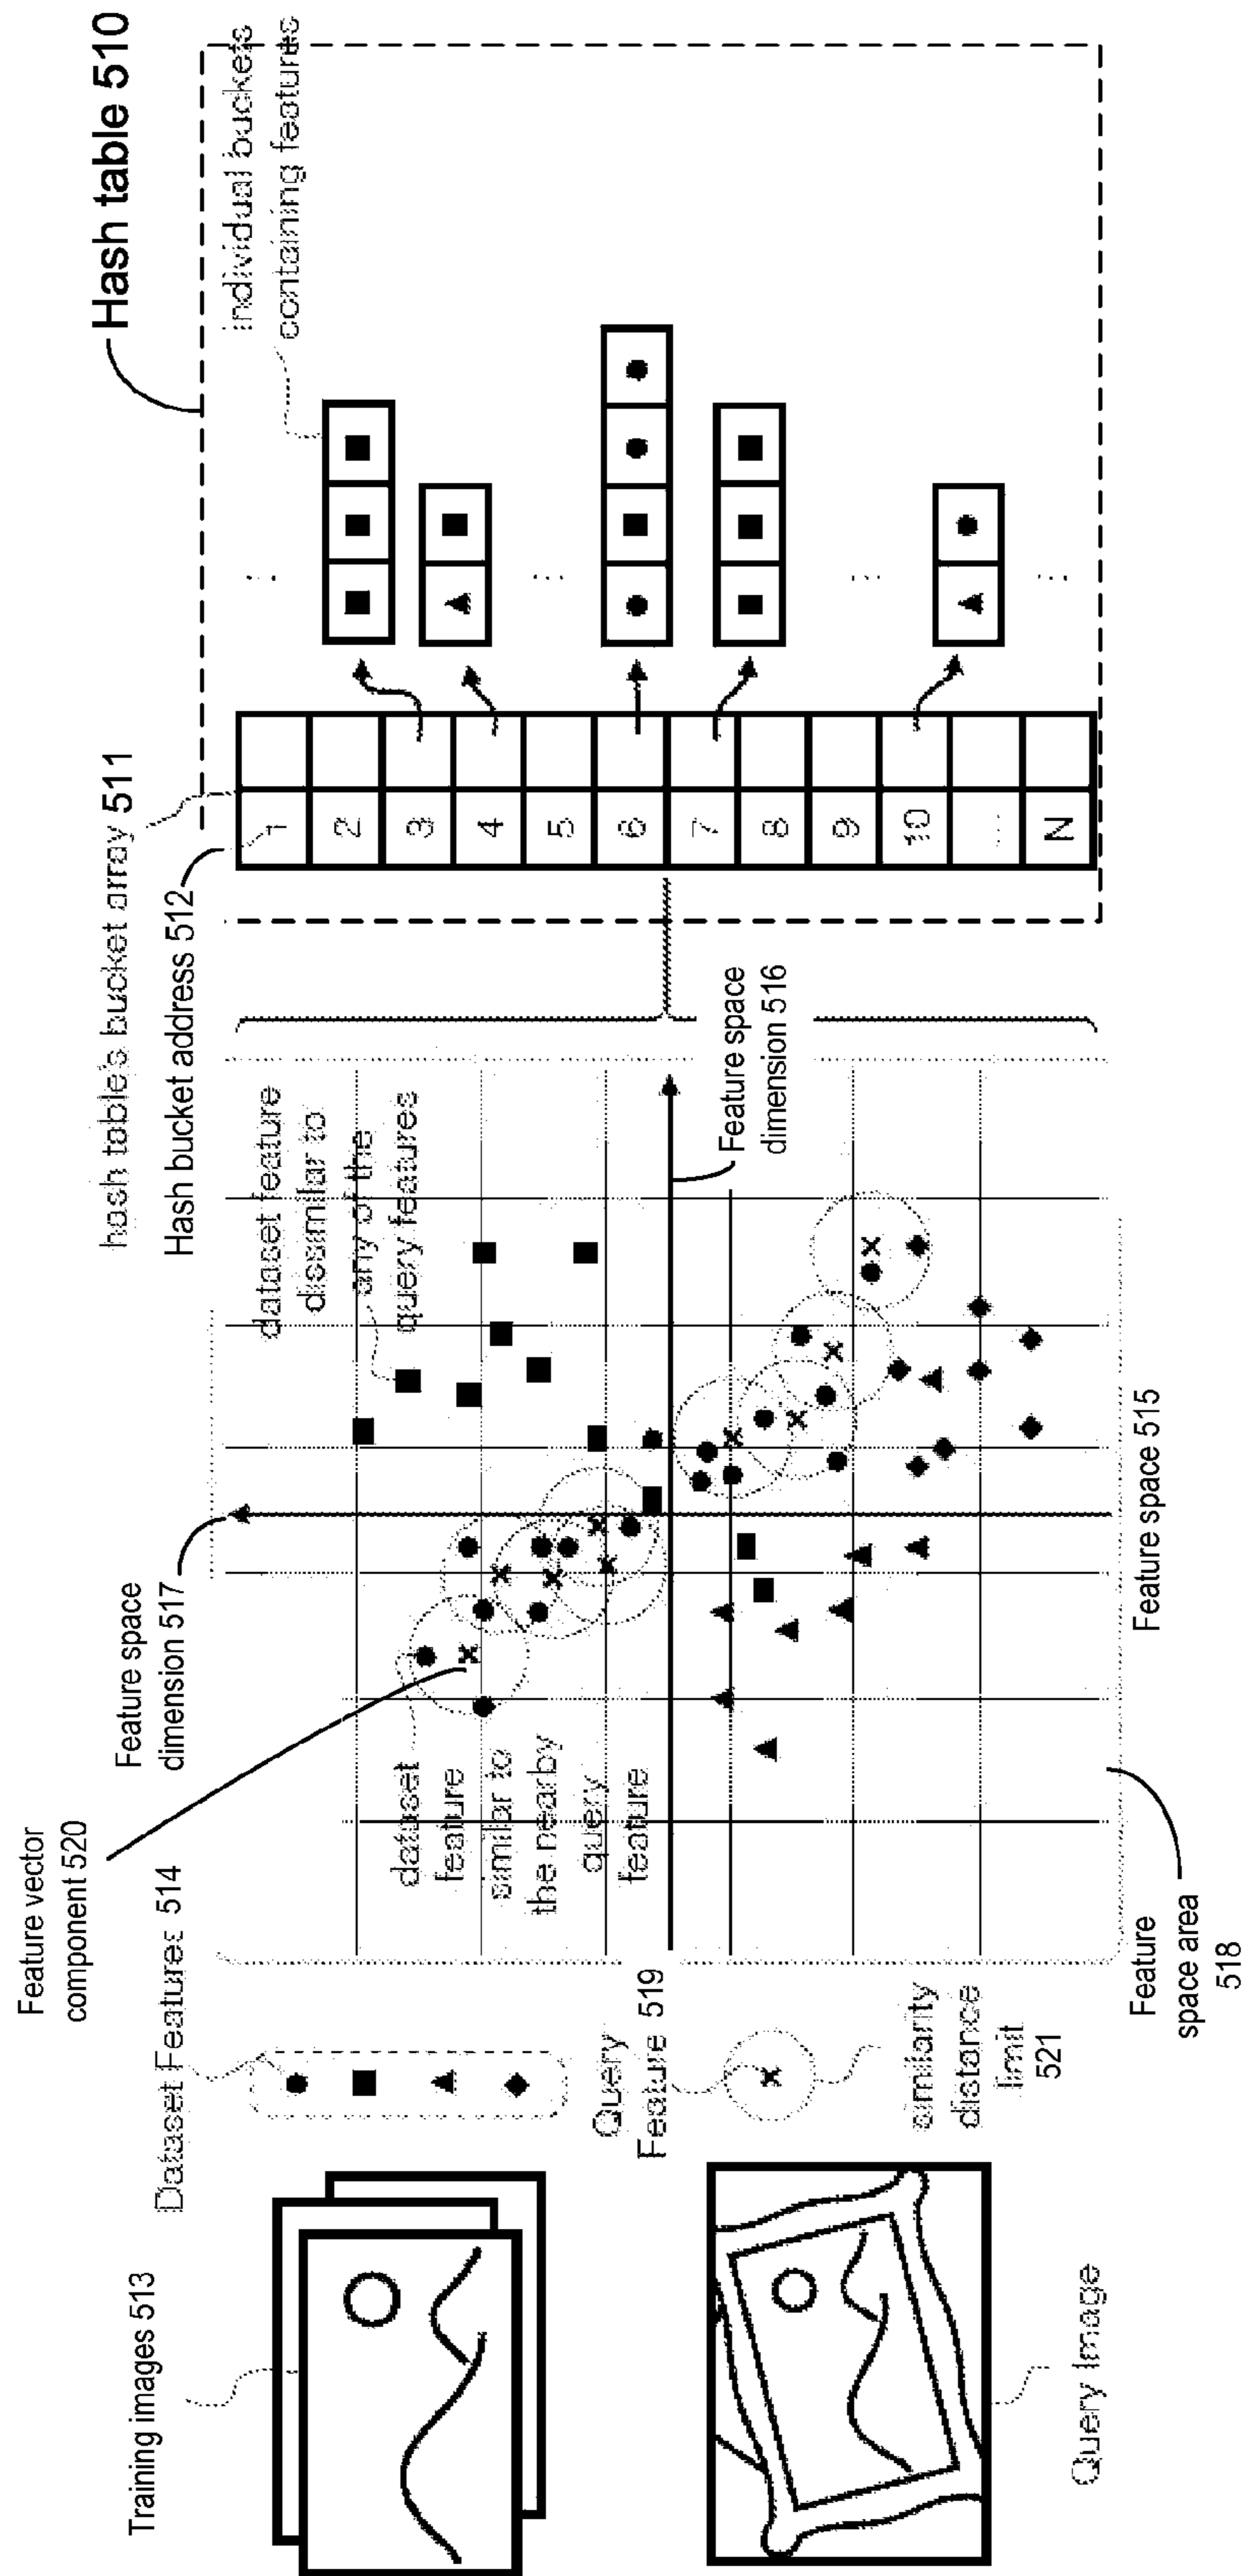 Hash table 510
individual buckets
containing features
hash table's bucket array 511
Hash bucket address 512
1
2
3
4
5
6
7
8
9
10
...
N
Feature space
dimension 516
dataset feature
dissimilar to
any of the
query features
Feature space
dimension 517
Feature vector
component 520
dataset
feature
similar to
the nearby
query
feature
Feature space 515
Feature
space area
518
Dataset Features 514
Query
Feature 519
similarity
distance
limit
521
Training images 513
Query Image